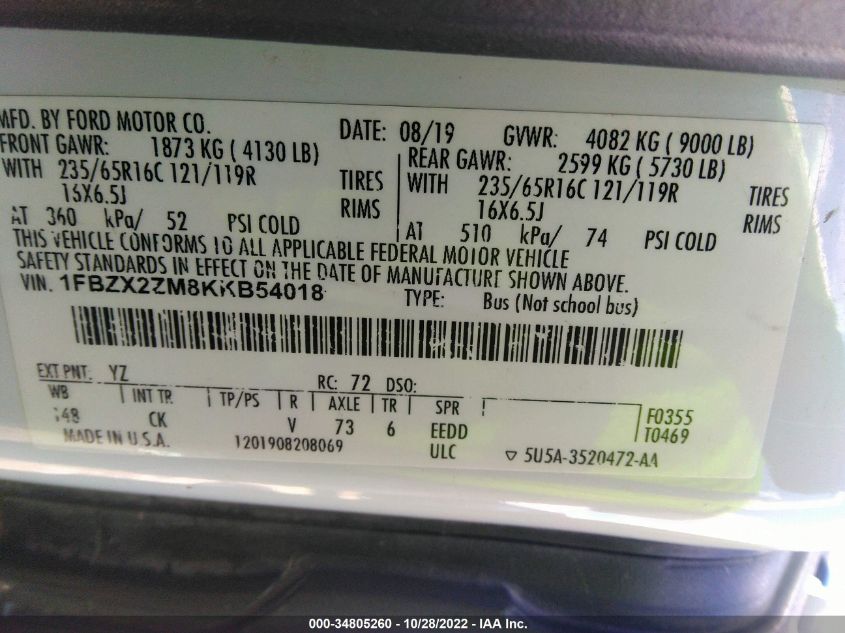 MFD. BY FORD MOTOR CO. DATE: 08/19 GVWR: 4082 KG ( 9000 LB)
FRONT GAWR: 1873 KG ( 4130 LB) REAR GAWR: 2599 KG ( 5730 LB)
WITH 235/65R16C 121/119R TIRES WITH 235/65R16C 121/119R TIRES
16X6.5J RIMS 16X6.5J RIMS
AT 360 kPa/ 52 PSI COLD AT 510 kPa/ 74 PSI COLD
THIS VEHICLE CONFORMS TO ALL APPLICABLE FEDERAL MOTOR VEHICLE
SAFETY STANDARDS IN EFFECT ON THE DATE OF MANUFACTURE SHOWN ABOVE.
VIN: 1FBZX2ZM8KKB54018 TYPE: Bus (Not school bus)
EXT PNT: YZ RC: 72 DSO:
WB INT TR TP/PS R AXLE TR SPR F0355
148 CK V 73 6 EEDD T0469
MADE IN U.S.A. 1201908208069 ULC 5U5A-3520472-AA
000-34805260 - 10/28/2022 - IAA Inc.